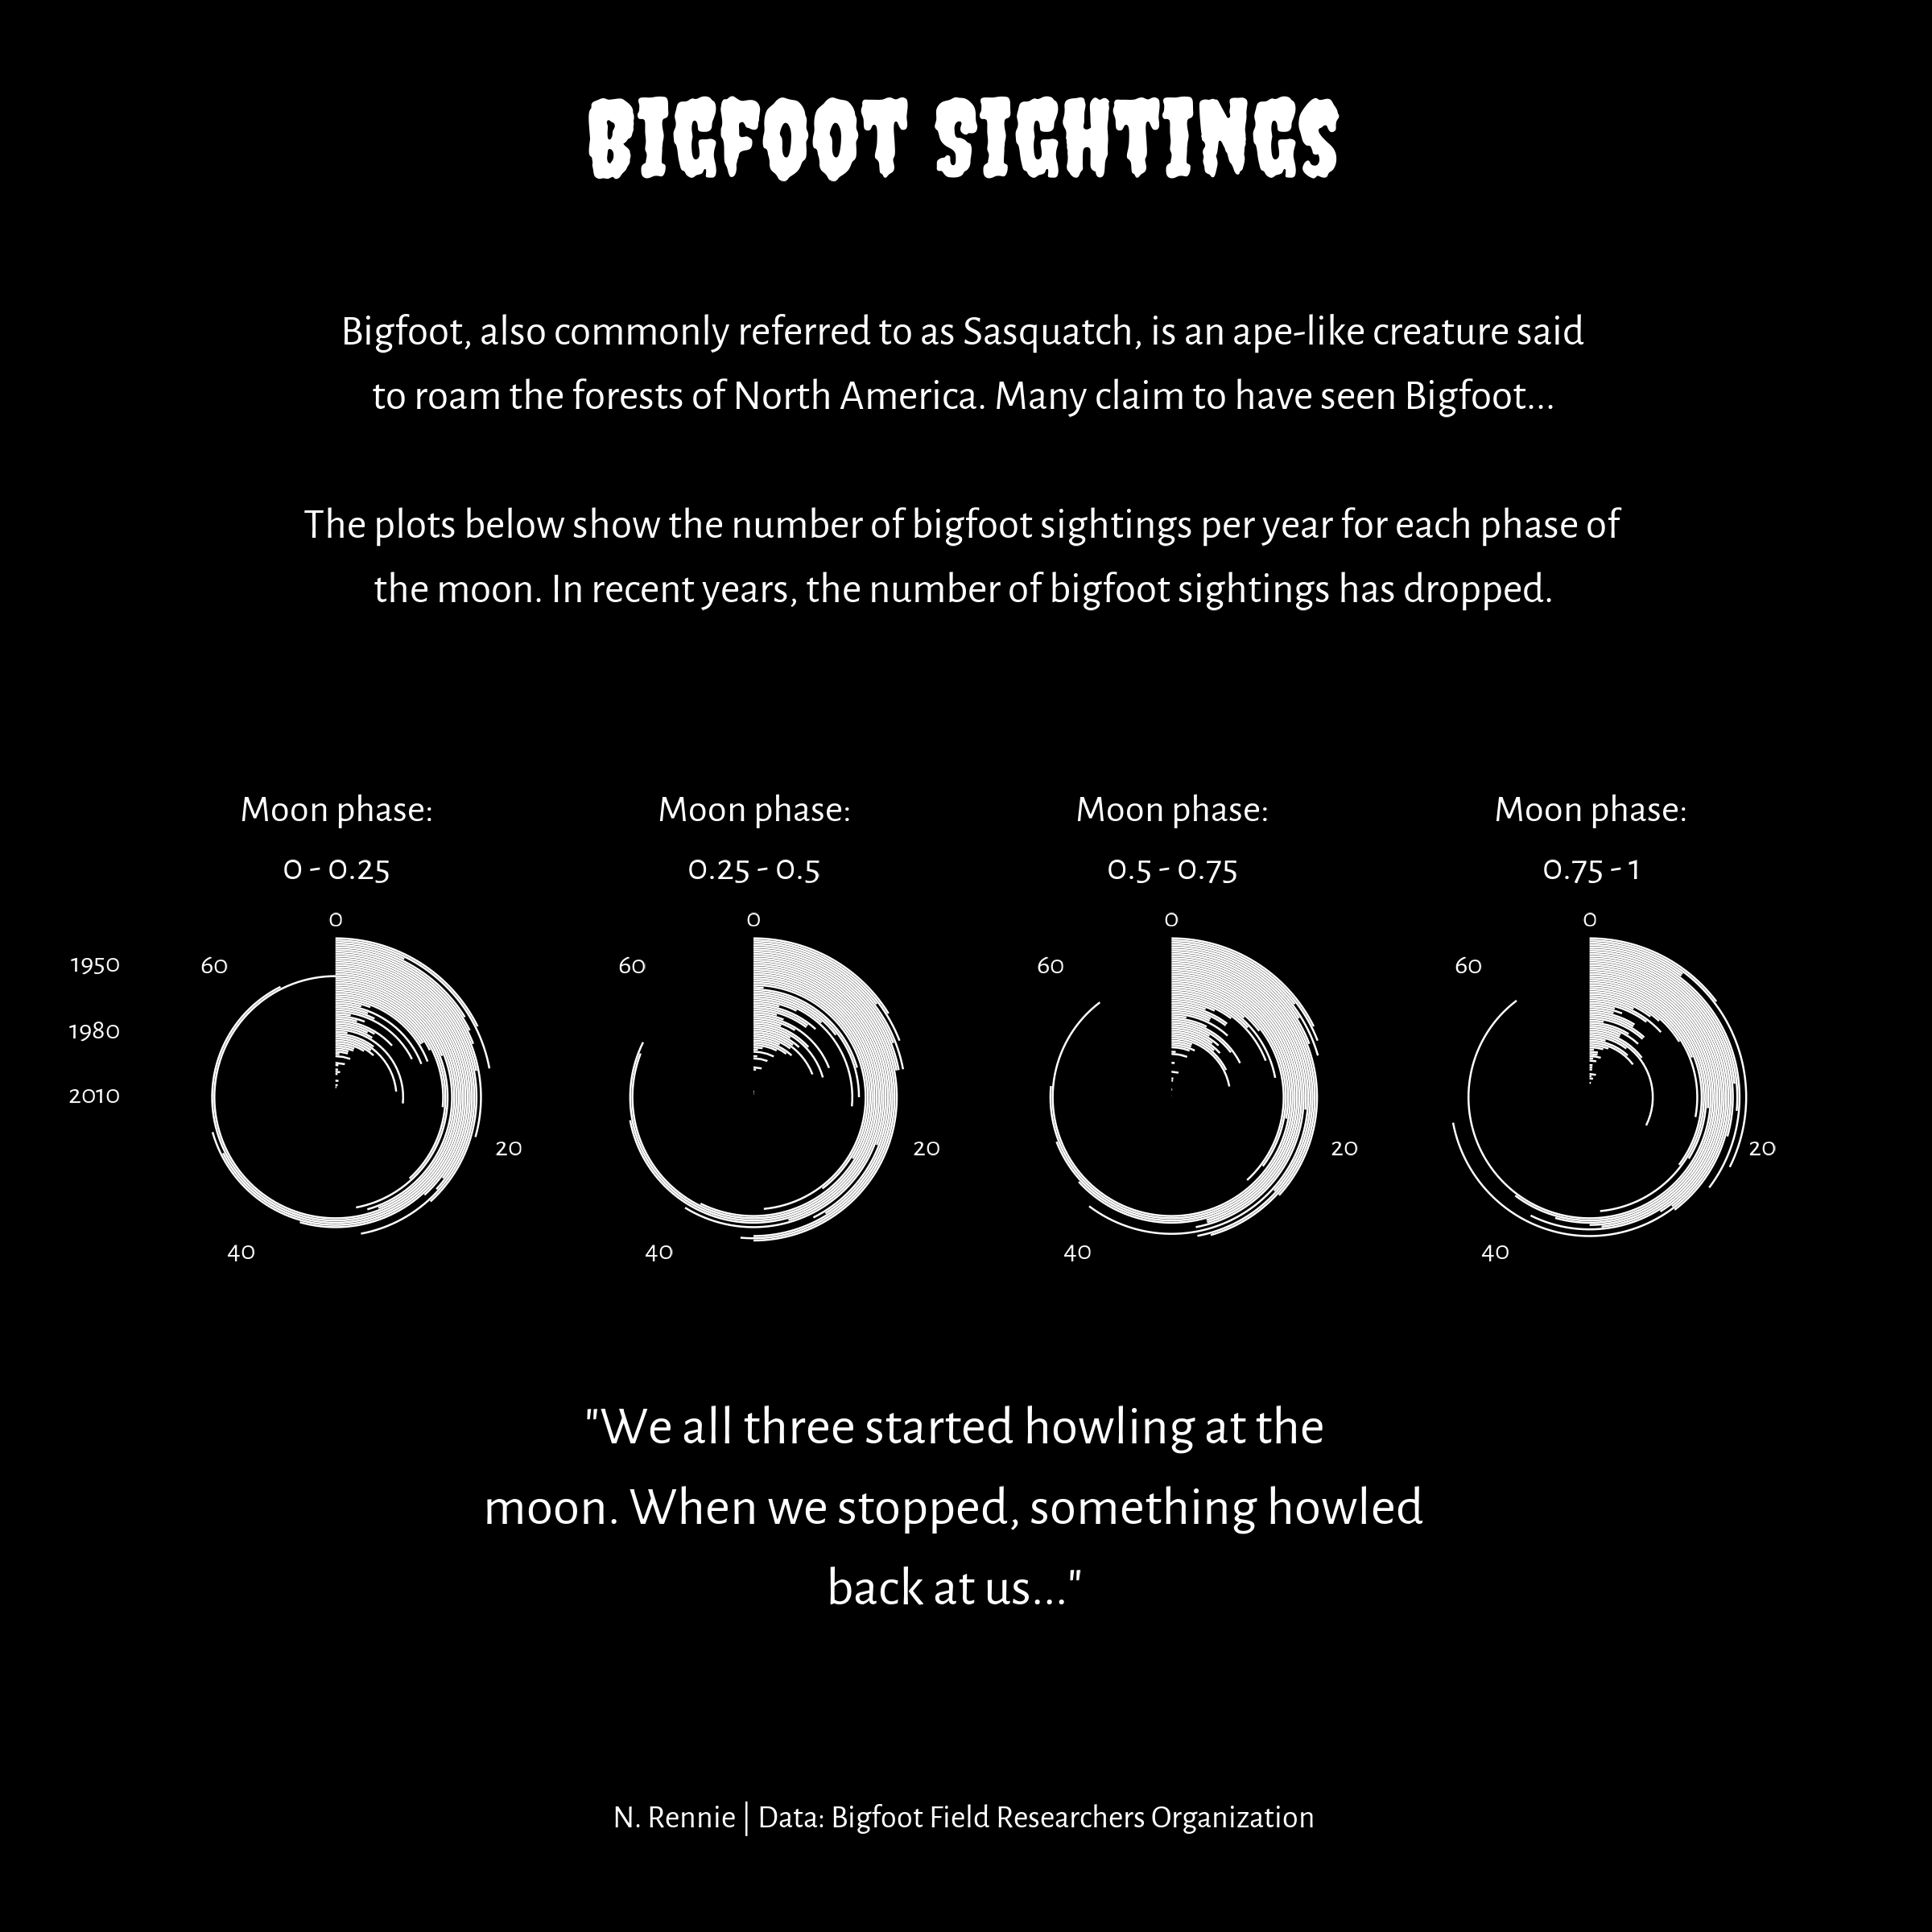 BIGFOOT SIGHTINGS
Bigfoot, also commonly referred to as Sasquatch, is an ape-like creature said
to roam the forests of North America. Many claim to have seen Bigfoot...
The plots below show the number of bigfoot sightings per year for each phase of
the moon. In recent years, the number of bigfoot sightings has dropped.
Moon phase:
0 - 0.25
Moon phase:
0.25 - 0.5
Moon phase:
0.5 - 0.75
Moon phase:
0.75 - 1
1950
1980
2010
0
60
20
40
0
60
20
40
0
60
20
40
0
60
20
40
"We all three started howling at the
moon. When we stopped, something howled
back at us..."
N. Rennie | Data: Bigfoot Field Researchers Organization